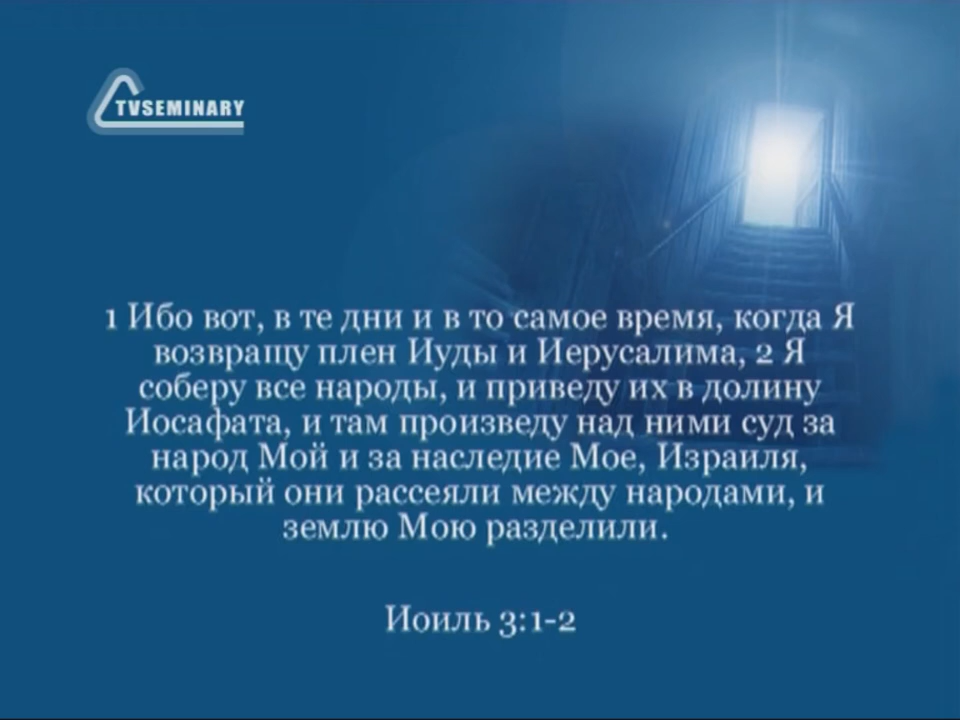 TVSEMINARY
1 Ибо вот, в те дни и в то самое время, когда Я
возвращу плен Иуды и Иерусалима, 2 Я
соберу все народы, и приведу их в долину
Иосафата, и там произведу над ними суд за
народ Мой и за наследие Мое, Израиля,
который они рассеяли между народами, и
землю Мою разделили.
Иоиль 3:1-2